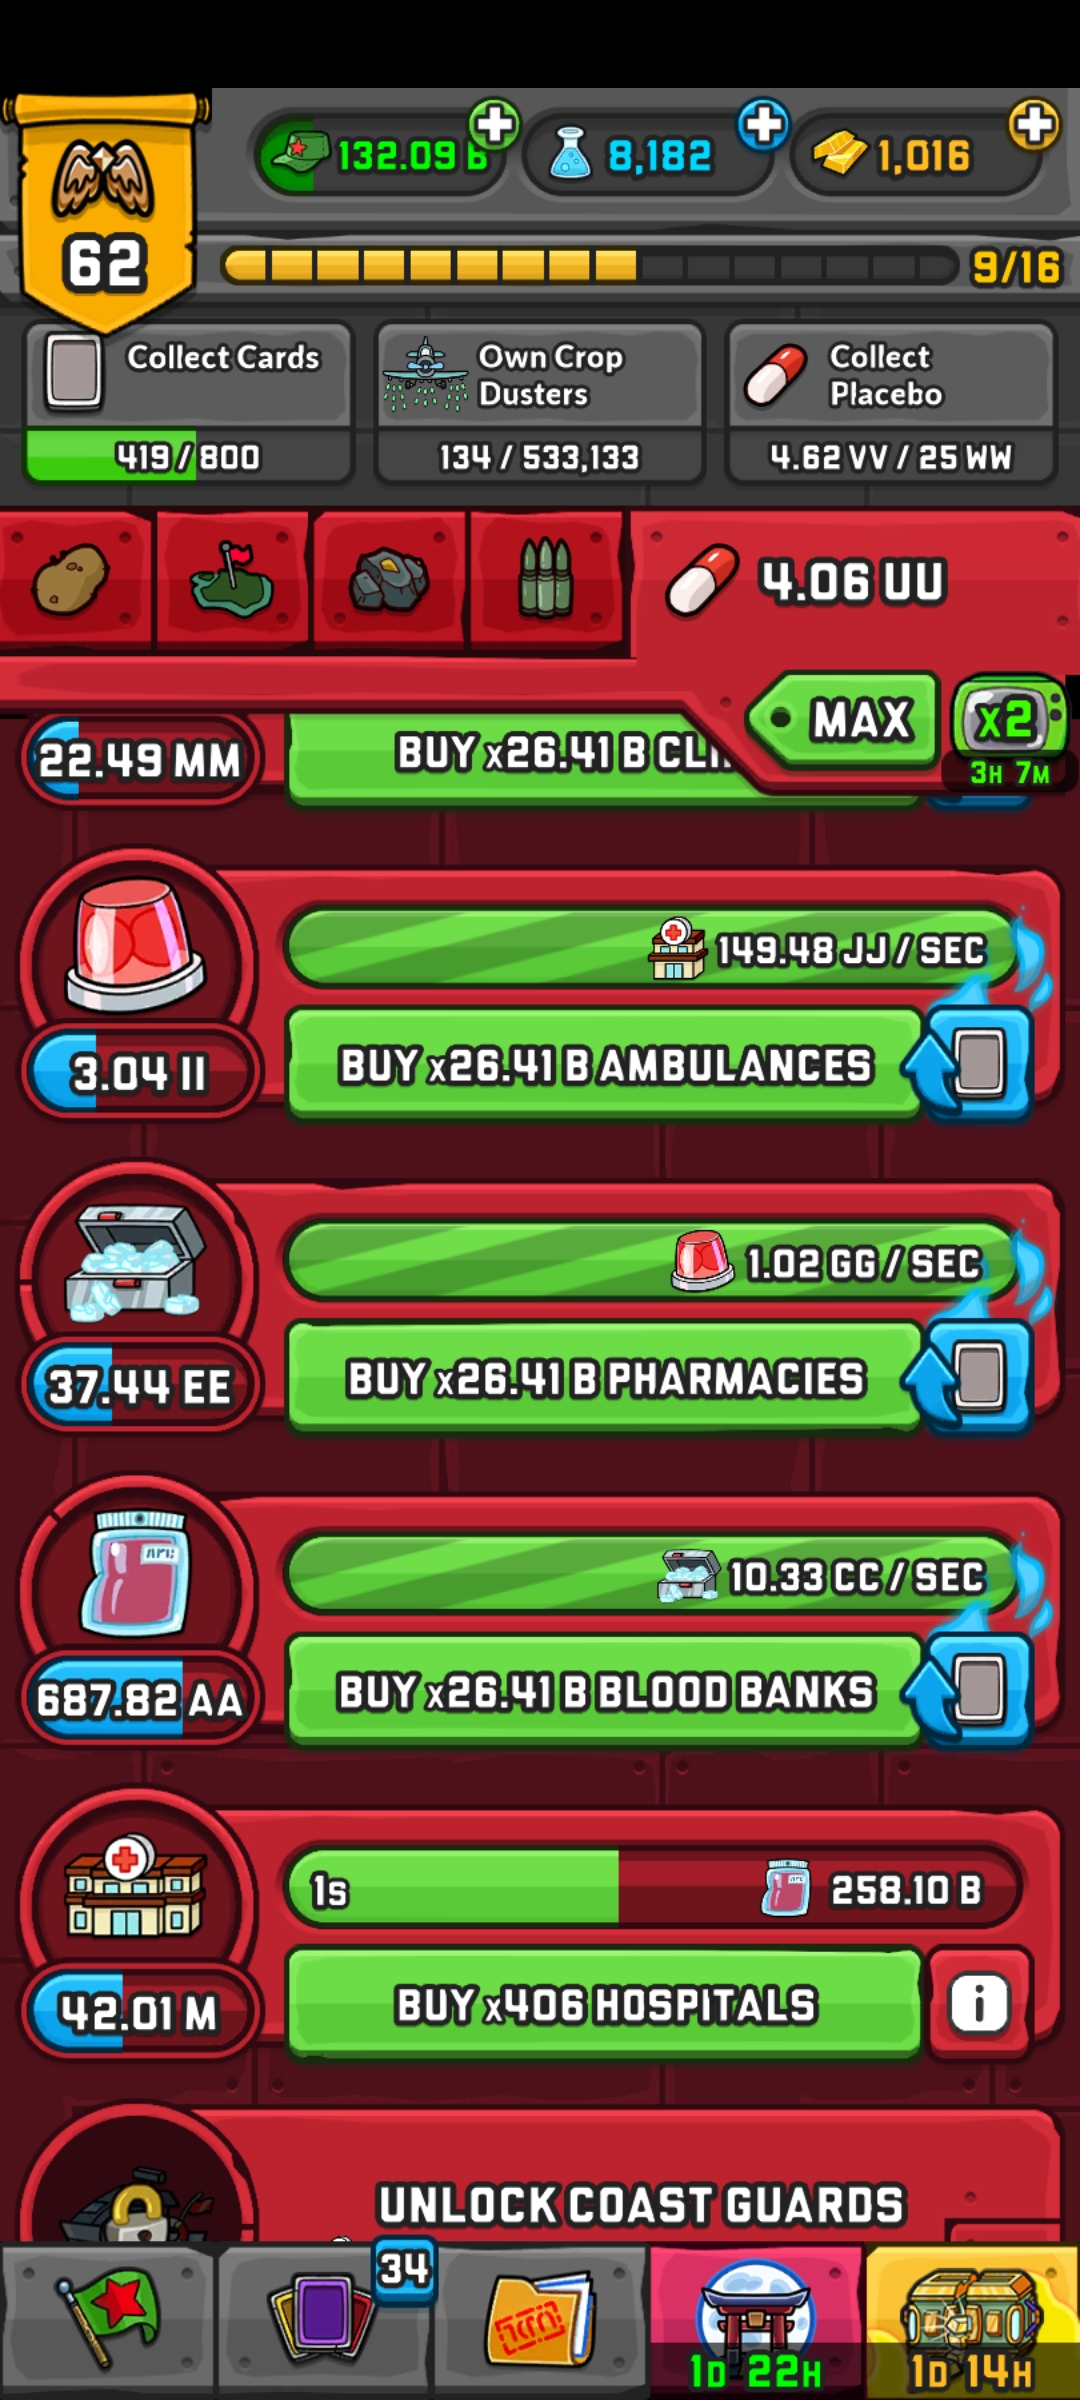 132.09 B
8,182
1,016
62
9/16
Collect Cards
419/800
Own Crop
Dusters
134/533,133
Collect
Placebo
4.62 VV/25 WW
4.06 UU
MAX
x2
3H 7M
22.49 MM
BUY x26.41 B
149.48 JJ/SEC
3.04 II
BUY x26.41 B AMBULANCES
1.02 GG/SEC
37.44 EE
BUY x26.41 B PHARMACIES
10.33 CC/SEC
687.82 AA
BUY x26.41 B BLOOD BANKS
1s
258.10 B
42.01 M
BUY x406 HOSPITALS
i
UNLOCK COAST GUARDS
34
1D 22H
1D 14H